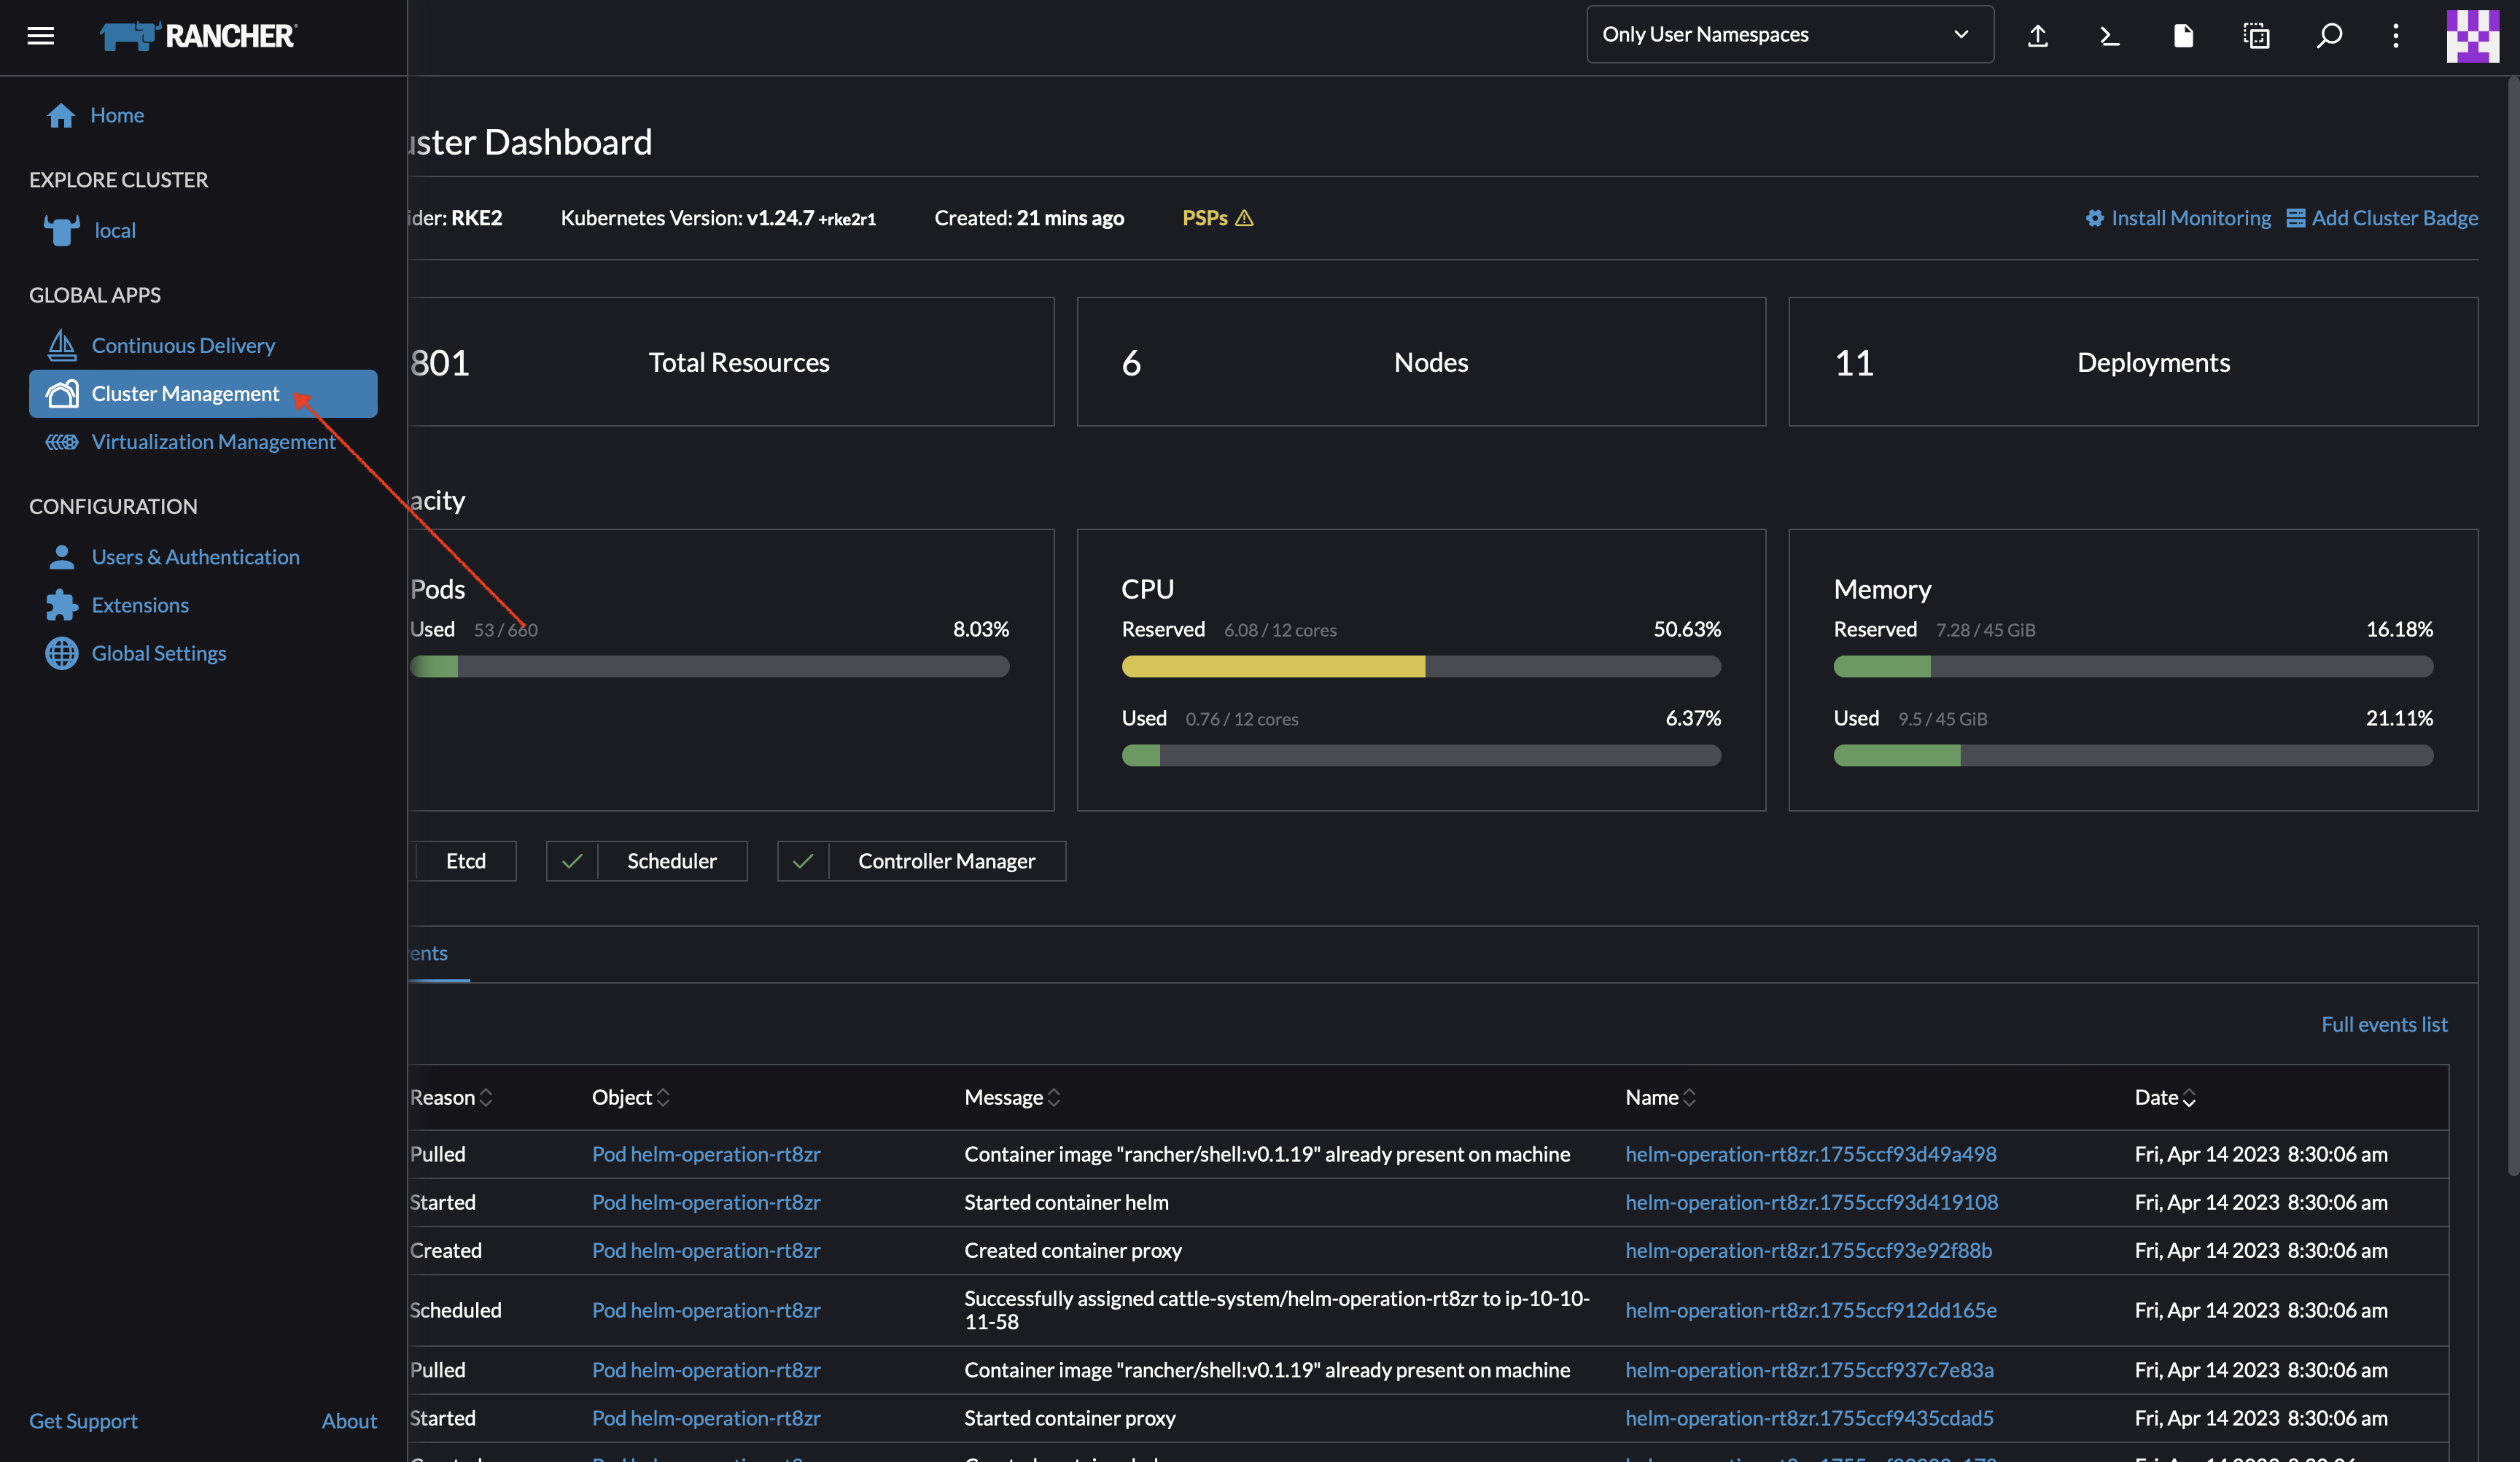 RANCHER
Only User Namespaces
Home
EXPLORE CLUSTER
local
GLOBAL APPS
Continuous Delivery
Cluster Management
Virtualization Management
CONFIGURATION
Users & Authentication
Extensions
Global Settings
Get Support About
uster Dashboard
ider: RKE2 Kubernetes Version: v1.24.7 +rke2r1 Created: 21 mins ago PSPs Install Monitoring Add Cluster Badge
801 Total Resources 6 Nodes 11 Deployments
acity
Pods CPU Memory
Used 53 / 660 8.03% Reserved 6.08 / 12 cores 50.63% Reserved 7.28 / 45 GiB 16.18%
Used 0.76 / 12 cores 6.37% Used 9.5 / 45 GiB 21.11%
Etcd Scheduler Controller Manager
ents
Full events list
Reason Object Message Name Date
Pulled Pod helm-operation-rt8zr Container image "rancher/shell:v0.1.19" already present on machine helm-operation-rt8zr.1755ccf93d49a498 Fri, Apr 14 2023 8:30:06 am
Started Pod helm-operation-rt8zr Started container helm helm-operation-rt8zr.1755ccf93d419108 Fri, Apr 14 2023 8:30:06 am
Created Pod helm-operation-rt8zr Created container proxy helm-operation-rt8zr.1755ccf93e92f88b Fri, Apr 14 2023 8:30:06 am
Scheduled Pod helm-operation-rt8zr Successfully assigned cattle-system/helm-operation-rt8zr to ip-10-10-
11-58 helm-operation-rt8zr.1755ccf912dd165e Fri, Apr 14 2023 8:30:06 am
Pulled Pod helm-operation-rt8zr Container image "rancher/shell:v0.1.19" already present on machine helm-operation-rt8zr.1755ccf937c7e83a Fri, Apr 14 2023 8:30:06 am
Started Pod helm-operation-rt8zr Started container proxy helm-operation-rt8zr.1755ccf9435cdad5 Fri, Apr 14 2023 8:30:06 am